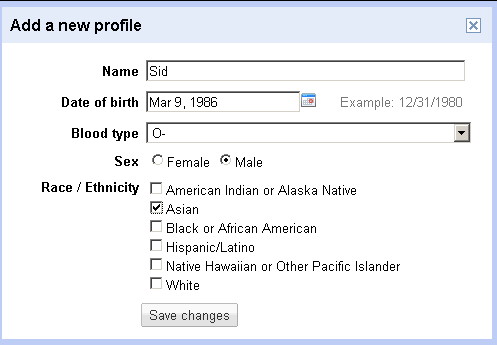 Add a new profile
Name Sid
Date of birth Mar 9, 1986 Example: 12/31/1980
Blood type O-
Sex Female Male
Race / Ethnicity American Indian or Alaska Native
Asian
Black or African American
Hispanic/Latino
Native Hawaiian or Other Pacific Islander
White
Save changes